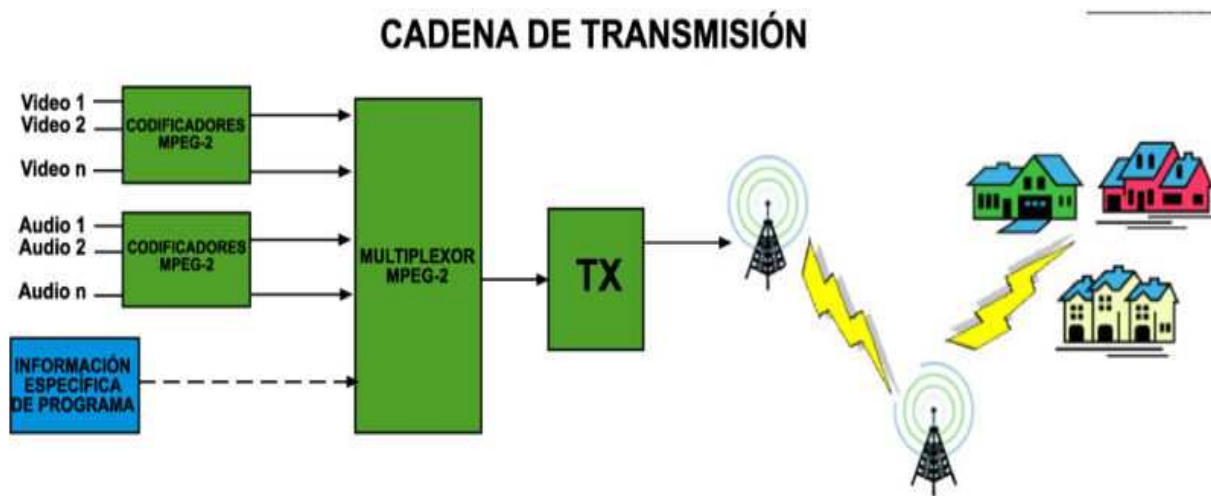 CADENA DE TRANSMISIÓN
Video 1
Video 2
Video n
CODIFICADORES
MPEG-2
Audio 1
Audio 2
Audio n
CODIFICADORES
MPEG-2
INFORMACIÓN
ESPECÍFICA
DE PROGRAMA
MULTIPLEXOR
MPEG-2
TX